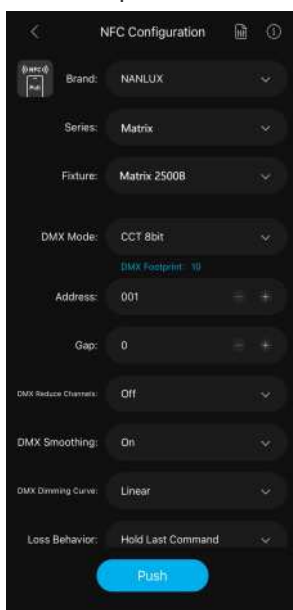 NFC Configuration
NFC
Brand: NANLUX
Series: Matrix
Fixture: Matrix 2500B
DMX Mode: CCT 8bit
DMX Footprint: 10
Address: 001 - +
Gap: 0 - +
DMX Reduce Channels: Off
DMX Smoothing: On
DMX Dimming Curve: Linear
Loss Behavior: Hold Last Command
Push